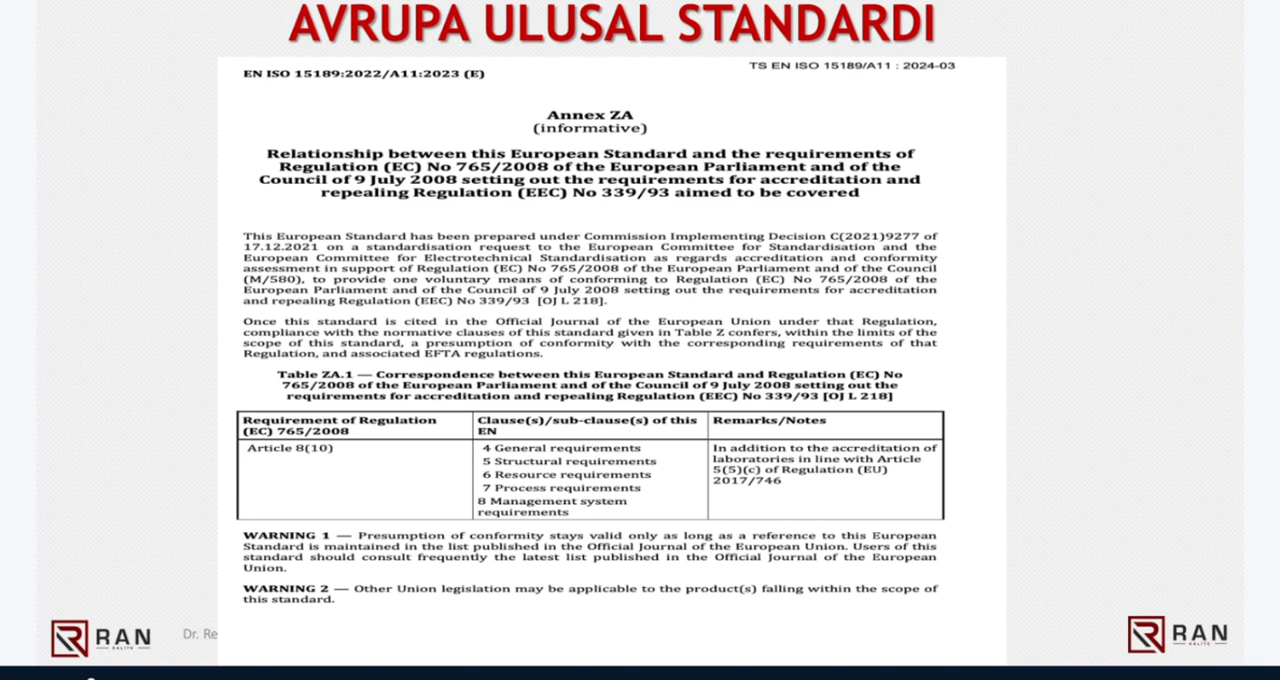 AVRUPA ULUSAL STANDARDI
EN ISO 15189:2022/A11:2023 (E)
TS EN ISO 15189/A11 : 2024-03
Annex ZA
(informative)
Relationship between this European Standard and the requirements of
Regulation (EC) No 765/2008 of the European Parliament and of the
Council of 9 July 2008 setting out the requirements for accreditation and
repealing Regulation (EEC) No 339/93 aimed to be covered
This European Standard has been prepared under Commission Implementing Decision C(2021)9277 of
17.12.2021 on a standardisation request to the European Committee for Standardisation and the
European Committee for Electrotechnical Standardisation as regards accreditation and conformity
assessment in support of Regulation (EC) No 765/2008 of the European Parliament and of the Council
(M/580), to provide one voluntary means of conforming to Regulation (EC) No 765/2008 of the
European Parliament and of the Council of 9 July 2008 setting out the requirements for accreditation
and repealing Regulation (EEC) No 339/93 [OJ L 218].
Once this standard is cited in the Official Journal of the European Union under that Regulation,
compliance with the normative clauses of this standard given in Table Z confers, within the limits of the
scope of this standard, a presumption of conformity with the corresponding requirements of that
Regulation, and associated EFTA regulations.
Table ZA.1 — Correspondence between this European Standard and Regulation (EC) No
765/2008 of the European Parliament and of the Council of 9 July 2008 setting out the
requirements for accreditation and repealing Regulation (EEC) No 339/93 [OJ L 218]
Requirement of Regulation
(EC) 765/2008
Clause(s)/sub-clause(s) of this
EN
Remarks/Notes
Article 8(10)
4 General requirements
5 Structural requirements
6 Resource requirements
7 Process requirements
8 Management system
requirements
In addition to the accreditation of
laboratories in line with Article
5(5)(c) of Regulation (EU)
2017/746
WARNING 1 — Presumption of conformity stays valid only as long as a reference to this European
Standard is maintained in the list published in the Official Journal of the European Union. Users of this
standard should consult frequently the latest list published in the Official Journal of the European
Union.
WARNING 2 — Other Union legislation may be applicable to the product(s) falling within the scope of
this standard.
RAN
KALİTE
Dr. Re
RAN
KALİTE